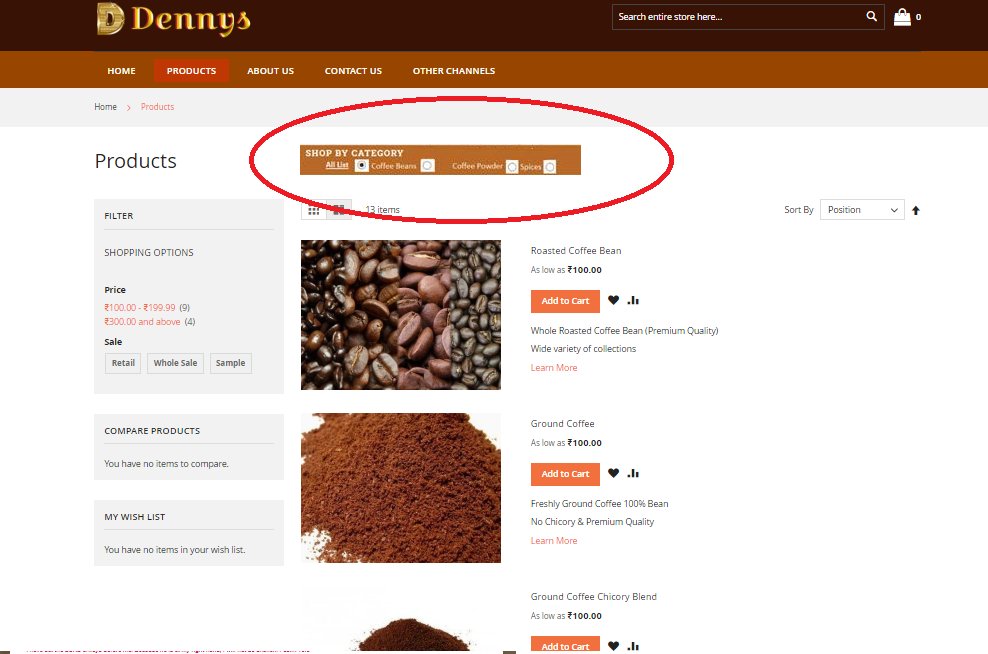 Dennys
Search entire store here...
0
HOME PRODUCTS ABOUT US CONTACT US OTHER CHANNELS
Home > Products
Products
SHOP BY CATEGORY
All List Coffee Beans Coffee Powder Spices
13 items
Sort By Position
FILTER
SHOPPING OPTIONS
Price
₹100.00 - ₹199.99 (9)
₹300.00 and above (4)
Sale
Retail Whole Sale Sample
COMPARE PRODUCTS
You have no items to compare.
MY WISH LIST
You have no items in your wish list.
Roasted Coffee Bean
As low as ₹100.00
Add to Cart
Whole Roasted Coffee Bean (Premium Quality)
Wide variety of collections
Learn More
Ground Coffee
As low as ₹100.00
Add to Cart
Freshly Ground Coffee 100% Bean
No Chicory & Premium Quality
Learn More
Ground Coffee Chicory Blend
As low as ₹100.00
Add to Cart